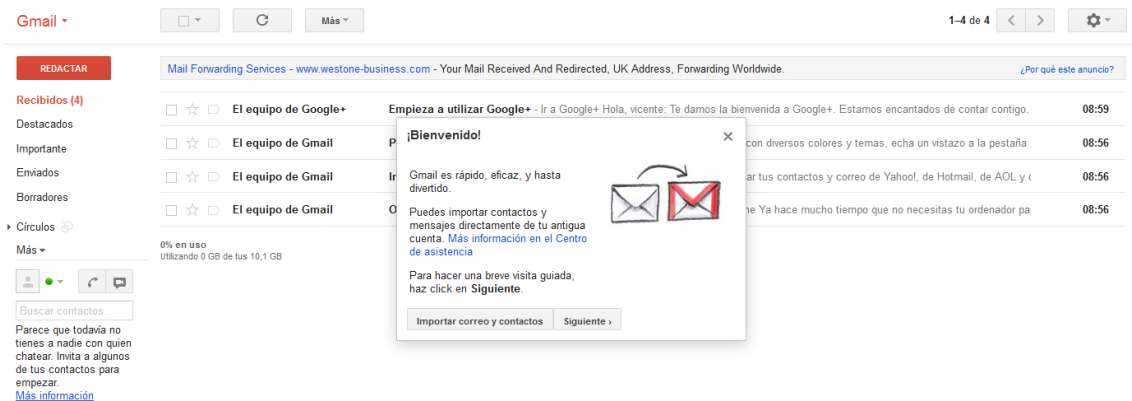 Gmail
Más
1–4 de 4
REDACTAR
Mail Forwarding Services - www.westone-business.com - Your Mail Received And Redirected, UK Address, Forwarding Worldwide.
¿Por qué este anuncio?
Recibidos (4)
Destacados
Importante
Enviados
Borradores
Círculos
Más
Buscar contactos...
Parece que todavía no
tienes a nadie con quien
chatear. Invita a algunos
de tus contactos para
empezar.
Más información
El equipo de Google+ Empieza a utilizar Google+ - Ir a Google+ Hola, vicente: Te damos la bienvenida a Google+. Estamos encantados de contar contigo. 08:59
El equipo de Gmail P con diversos colores y temas, echa un vistazo a la pestaña 08:56
El equipo de Gmail ar tus contactos y correo de Yahoo!, de Hotmail, de AOL y 08:56
El equipo de Gmail O Ya hace mucho tiempo que no necesitas tu ordenador 08:56
0% en uso
Utilizando 0 GB de tus 10,1 GB
¡Bienvenido!
Gmail es rápido, eficaz, y hasta
divertido.
Puedes importar contactos y
mensajes directamente de tu antigua
cuenta. Más información en el Centro
de asistencia
Para hacer una breve visita guiada,
haz click en Siguiente.
Importar correo y contactos
Siguiente ›